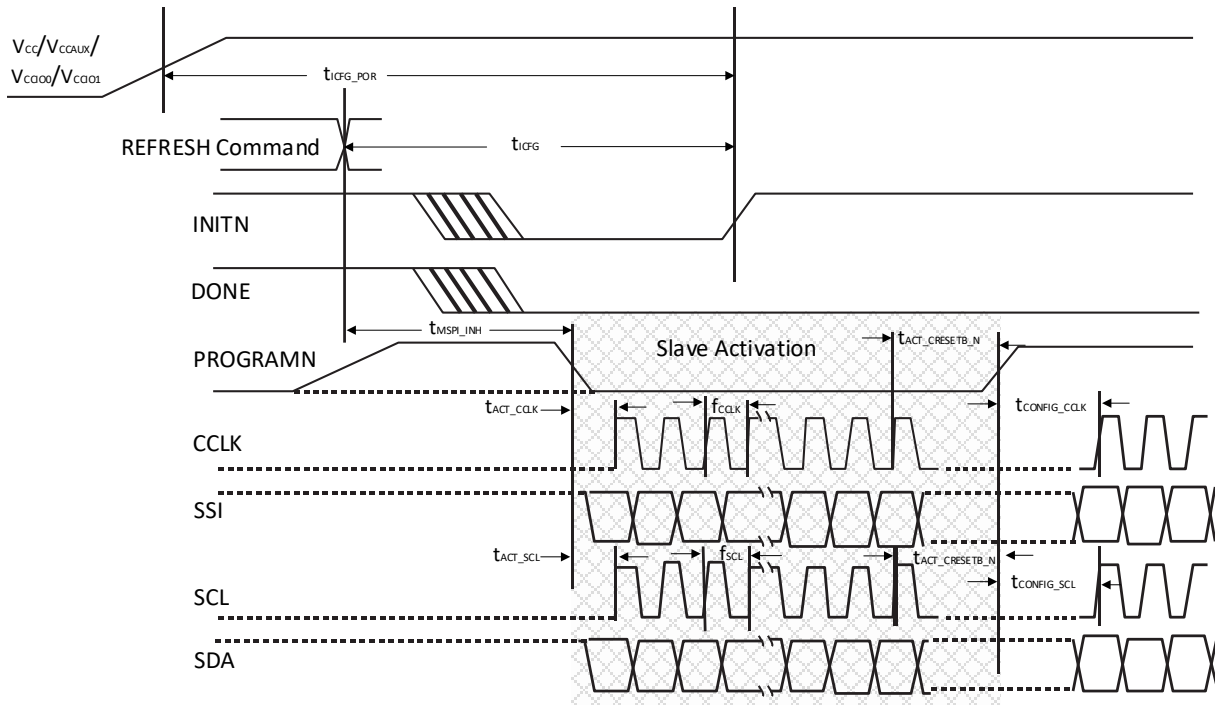 VCC/VCCAUX/
VCCIO0/VCCIO1
tICFG_POR
REFRESH Command
tICFG
INITN
DONE
tMSPI_INH
Slave Activation
tACT_CRESETB_N
PROGRAMN
tACT_CCLK
fCCLK
tCONFIG_CCLK
CCLK
SSI
tACT_SCL
fSCL
tACT_CRESETB_N
tCONFIG_SCL
SCL
SDA